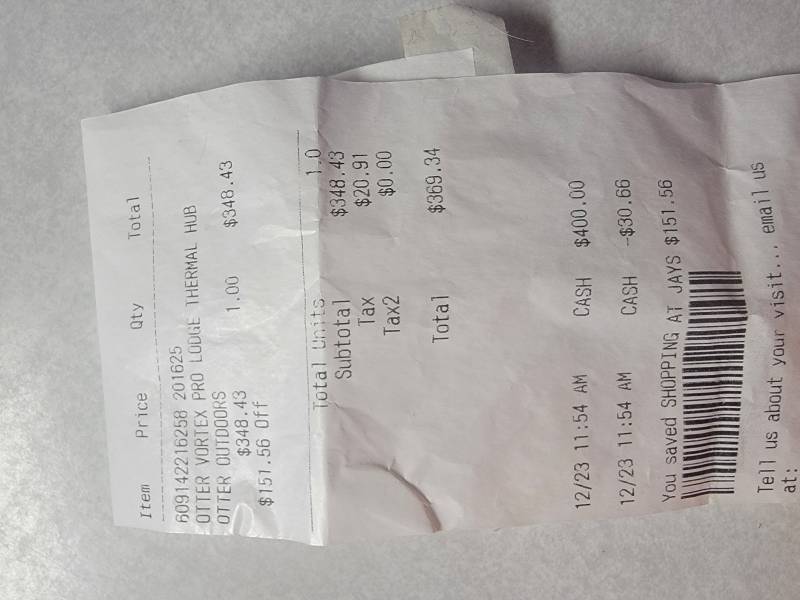 Item Price Qty Total
609142216258 201625
OTTER VORTEX PRO LODGE THERMAL HUB
OTTER OUTDOORS
$348.43 1.00 $348.43
$151.56 Off
Total Units 1.0
Subtotal $348.43
Tax $20.91
Tax2 $0.00
Total $369.34
12/23 11:54 AM CASH $400.00
12/23 11:54 AM CASH -$30.66
You saved SHOPPING AT JAYS $151.56
Tell us about your visit... email us
at: